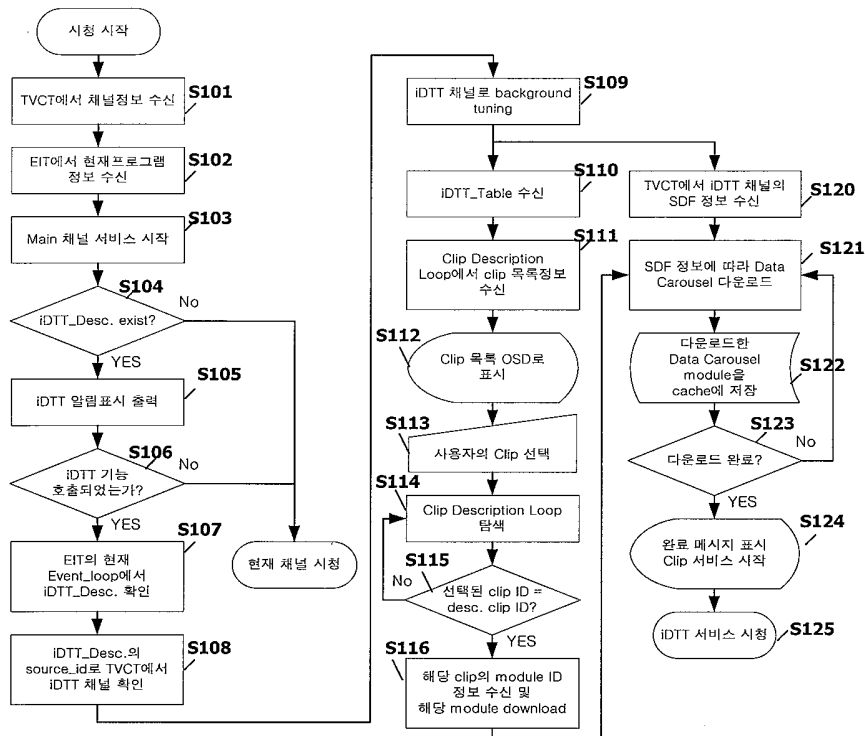 시청 시작
TVCT에서 채널정보 수신
S101
EIT에서 현재프로그램
정보 수신
S102
Main 채널 서비스 시작
S103
iDTT_Desc. exist?
S104
No
YES
iDTT 알림표시 출력
S105
iDTT 기능
호출되었는가?
S106
No
YES
EIT의 현재
Event_loop에서
iDTT_Desc. 확인
S107
iDTT_Desc.의
source_id로 TVCT에서
iDTT 채널 확인
S108
현재 채널 시청
iDTT 채널로 background
tuning
S109
iDTT_Table 수신
S110
Clip Description
Loop에서 clip 목록정보
수신
S111
S112
Clip 목록 OSD로
표시
S113
사용자의 Clip 선택
S114
Clip Description Loop
탐색
S115
No
선택된 clip ID =
desc. clip ID?
YES
S116
해당 clip의 module ID
정보 수신 및
해당 module download
TVCT에서 iDTT 채널의
SDF 정보 수신
S120
SDF 정보에 따라 Data
Carousel 다운로드
S121
다운로드한
Data Carousel
module을
cache에 저장
S122
S123
다운로드 완료?
No
YES
완료 메시지 표시
Clip 서비스 시작
S124
iDTT 서비스 시청
S125